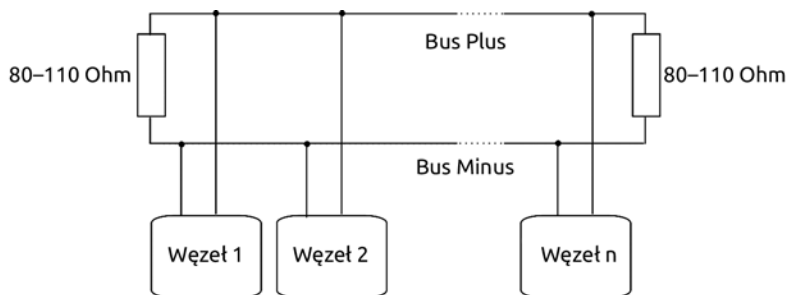 Bus Plus
80–110 Ohm
80–110 Ohm
Bus Minus
Węzeł 1
Węzeł 2
Węzeł n